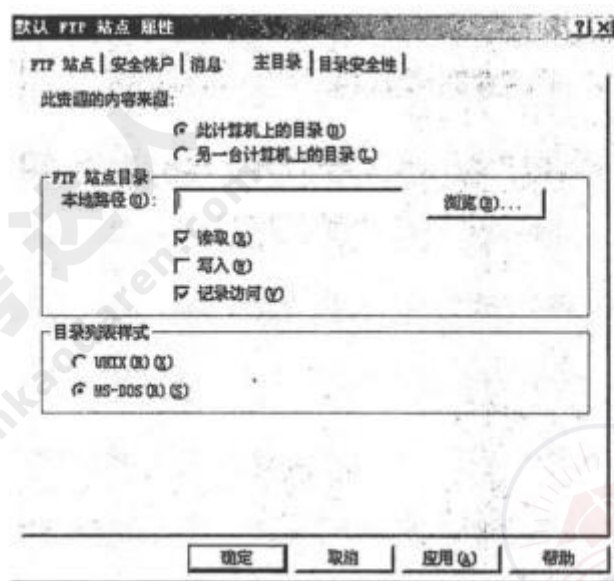 默认 FTP 站点 属性
FTP 站点 安全帐户 消息 主目录 目录安全性
此资源的内容来源:
此计算机上的目录(D)
另一台计算机上的目录(L)
FTP 站点目录
本地路径(O):
浏览(B)...
读取(R)
写入(W)
记录访问(V)
目录列表样式
UNIX(R)(X)
MS-DOS(R)(S)
确定 取消 应用(A) 帮助